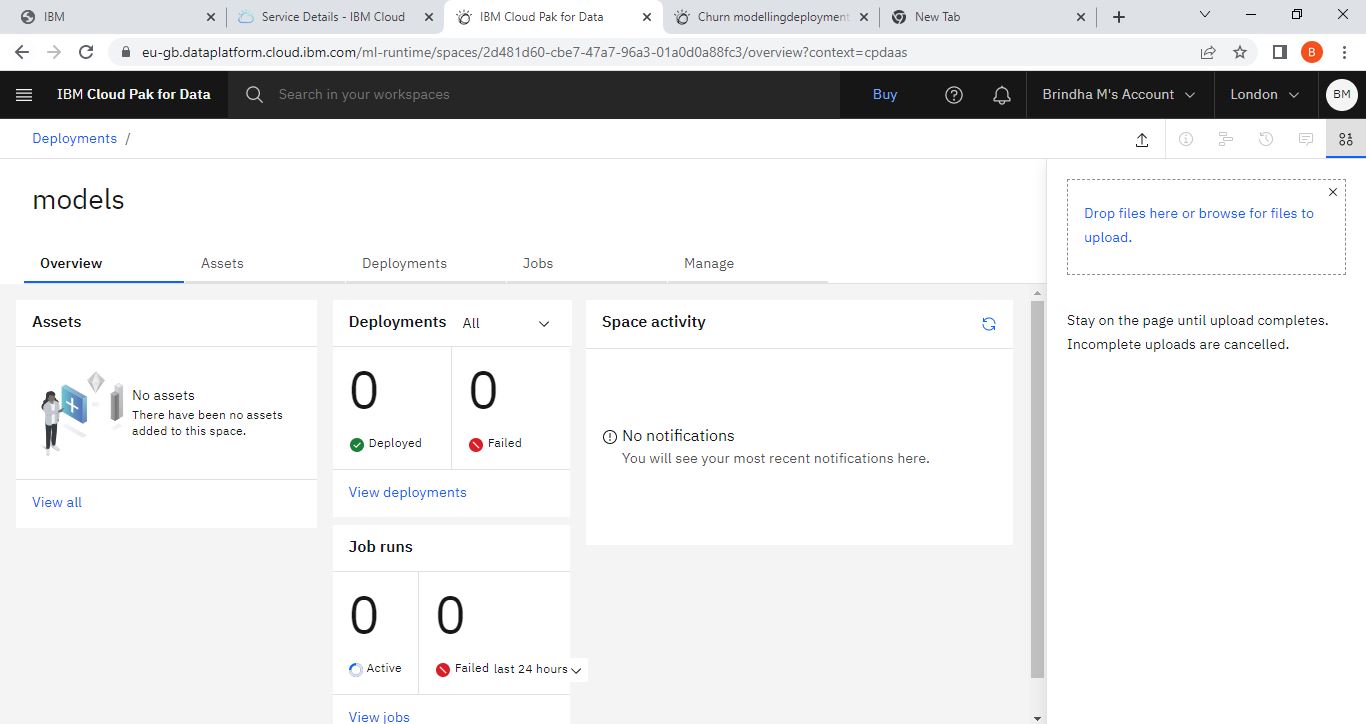 IBM
Service Details - IBM Cloud
IBM Cloud Pak for Data
Churn modellingdeployment
New Tab
eu-gb.dataplatform.cloud.ibm.com/ml-runtime/spaces/2d481d60-cbe7-47a7-96a3-01a0d0a88fc3/overview?context=cpdaas
B
IBM Cloud Pak for Data
Search in your workspaces
Buy
Brindha M's Account
London
BM
Deployments /
models
Overview
Assets
Deployments
Jobs
Manage
Drop files here or browse for files to
upload.
Stay on the page until upload completes.
Incomplete uploads are cancelled.
Assets
No assets
There have been no assets
added to this space.
View all
Deployments All
0
Deployed
0
Failed
View deployments
Job runs
0
Active
0
Failed last 24 hours
View jobs
Space activity
No notifications
You will see your most recent notifications here.